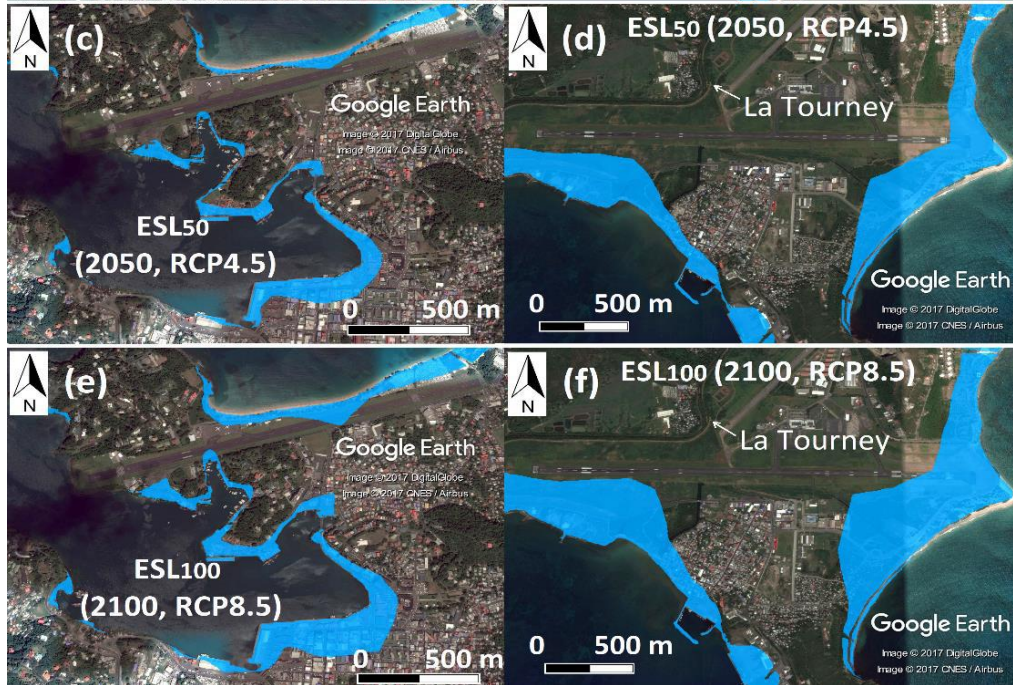 (c)
N
Google Earth
Image © 2017 DigitalGlobe
Image © 2017 CNES / Airbus
ESL50
(2050, RCP4.5)
0 500 m
(d)
N
ESL50 (2050, RCP4.5)
La Tourney
Google Earth
Image © 2017 DigitalGlobe
Image © 2017 CNES / Airbus
0 500 m
(e)
N
Google Earth
Image © 2017 DigitalGlobe
Image © 2017 CNES / Airbus
ESL100
(2100, RCP8.5)
0 500 m
(f)
N
ESL100 (2100, RCP8.5)
La Tourney
Google Earth
Image © 2017 DigitalGlobe
Image © 2017 CNES / Airbus
0 500 m